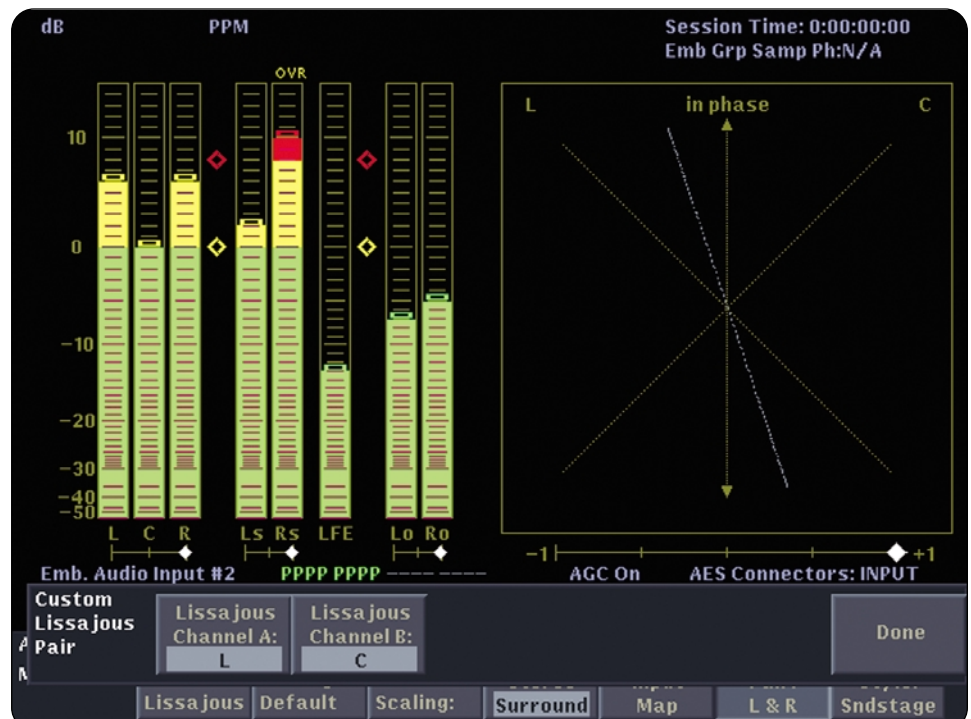 dB PPM Session Time: 0:00:00:00
Emb Grp Samp Ph:N/A
OVR
L in phase C
10
0
-10
-20
-30
-40
-50
L C R Ls Rs LFE Lo Ro
-1 +1
Emb. Audio Input #2 PPPP PPPP ---- ---- AGC On AES Connectors: INPUT
Custom
Lissajous
Pair
Lissajous
Channel A:
L
Lissajous
Channel B:
C
Done
Lissajous Default Scaling: Surround Map L & R Sndstage